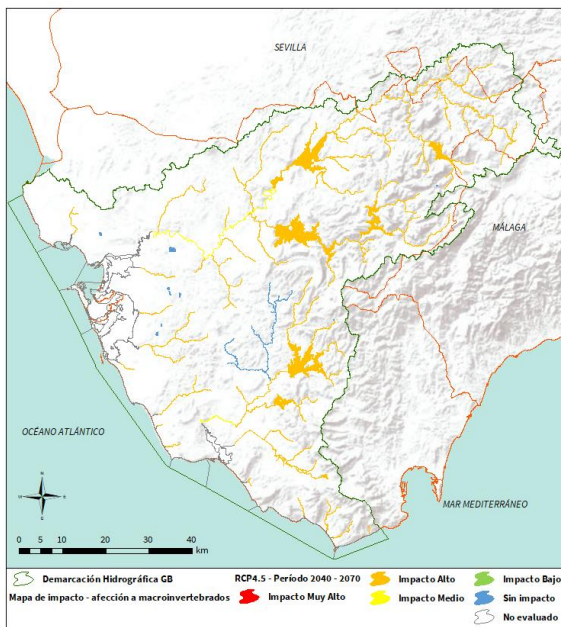 SEVILLA
MÁLAGA
OCÉANO ATLÁNTICO
MAR MEDITERRÁNEO
N
0 5 10 20 30 40
km
Demarcación Hidrográfica GB
RCP4.5 - Período 2040 - 2070
Impacto Alto
Impacto Bajo
Mapa de impacto - afección a macroinvertebrados
Impacto Muy Alto
Impacto Medio
Sin impacto
No evaluado